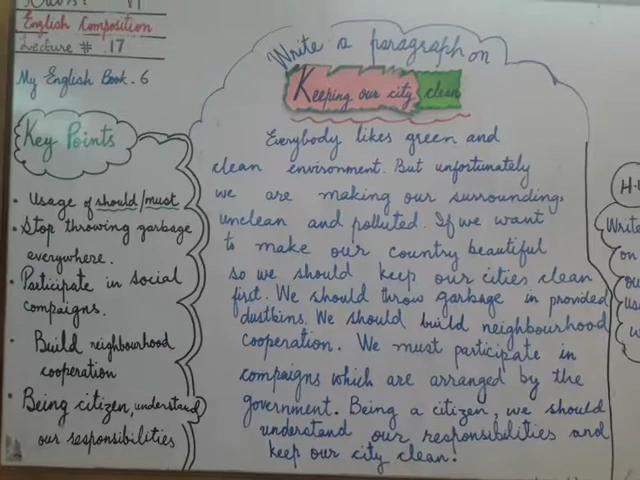 VI
English Composition
Lecture # 17
My English Book - 6
Key Points
• Usage of should/must
• Stop throwing garbage
everywhere.
• Participate in social
campaigns.
• Build neighbourhood
cooperation
• Being citizen, understand
our responsibilities
Write a paragraph on
Keeping our city clean
Everybody likes green and
clean environment. But unfortunately
we are making our surroundings
unclean and polluted. If we want
to make our country beautiful
so we should keep our cities clean
first. We should throw garbage in provided
dustbins. We should build neighbourhood
cooperation. We must participate in
campaigns which are arranged by the
government. Being a citizen, we should
understand our responsibilities and
keep our city clean!
H.
Write
on